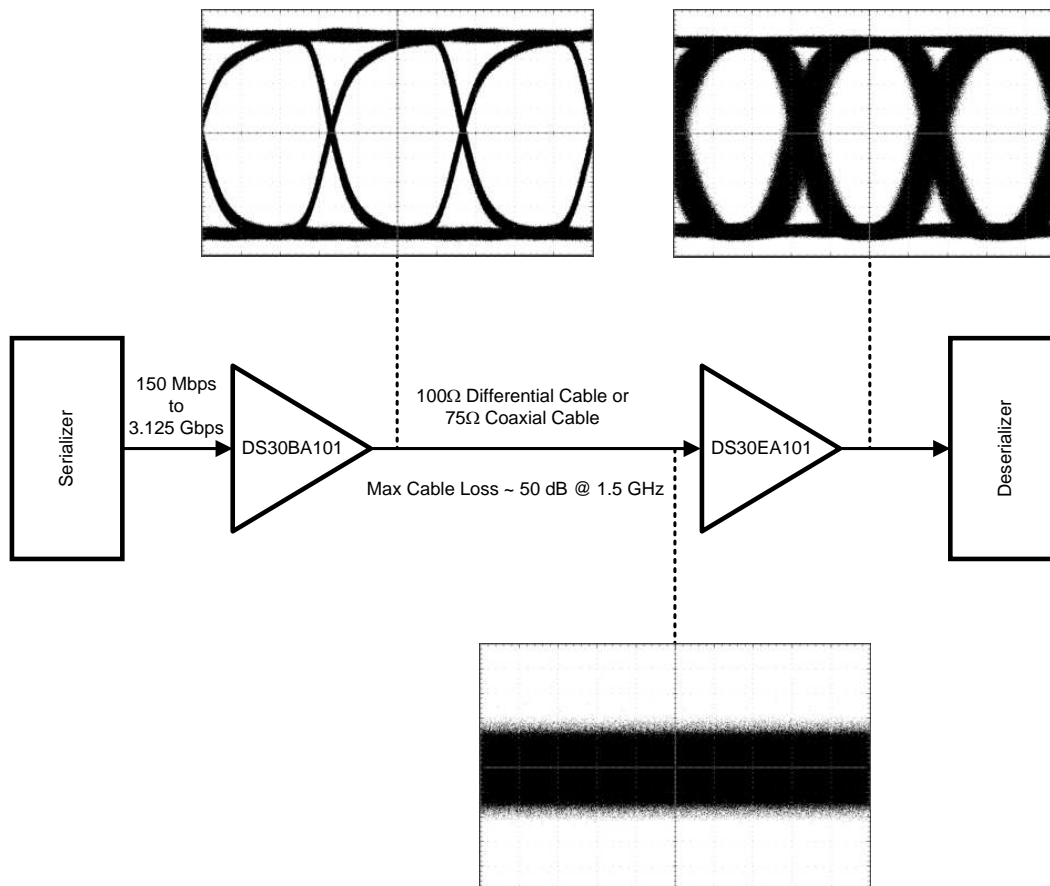 Serializer
150 Mbps
to
3.125 Gbps
DS30BA101
100Ω Differential Cable or
75Ω Coaxial Cable
Max Cable Loss ~ 50 dB @ 1.5 GHz
DS30EA101
Deserializer